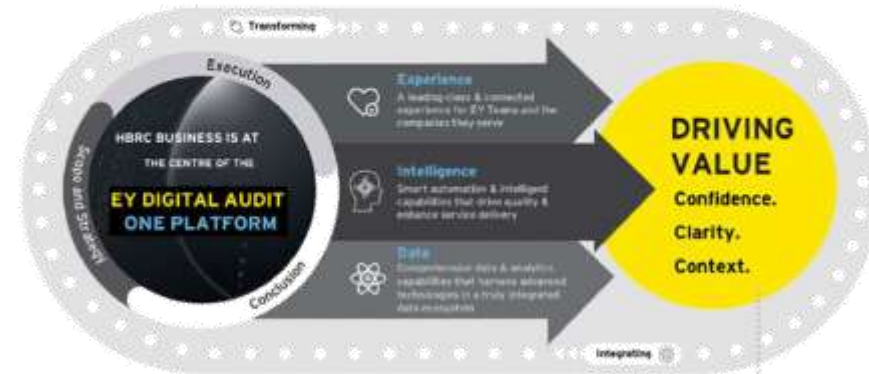 Transforming
Execution
Scope and Strategy
Conclusion
HBRC BUSINESS IS AT
THE CENTRE OF THE
EY DIGITAL AUDIT
ONE PLATFORM
Experience
A leading-class & connected
experience for EY Teams and the
companies they serve
Intelligence
Smart automation & intelligent
capabilities that drive quality &
enhance service delivery
Data
Comprehensive data & analytics
capabilities that harness advanced
technologies in a truly integrated
data ecosystem
DRIVING
VALUE
Confidence.
Clarity.
Context.
Integrating